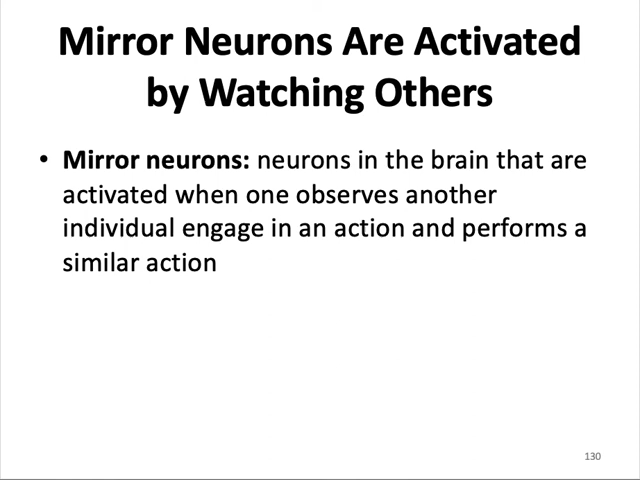 Mirror Neurons Are Activated
by Watching Others
• Mirror neurons: neurons in the brain that are
activated when one observes another
individual engage in an action and performs a
similar action
130